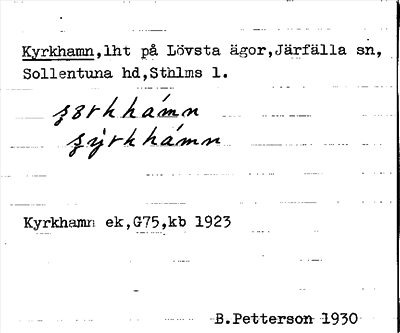 Kyrkhamn,lht på Lövsta ägor,Järfälla sn,
Sollentuna hd,Sthlms l.
Kyrkhamn ek,G75,kb 1923
B.Petterson 1930